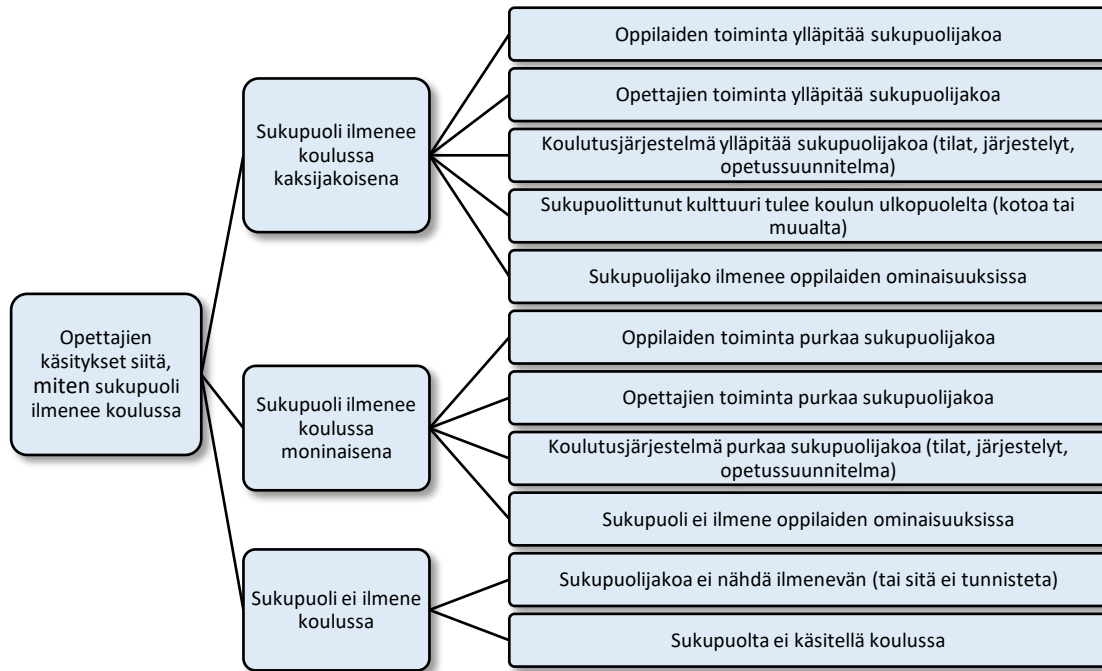 Opettajien
käsitykset siitä,
miten sukupuoli
ilmenee koulussa
Sukupuoli ilmenee
koulussa
kaksijakoisena
Oppilaiden toiminta ylläpitää sukupuolijakoa
Opettajien toiminta ylläpitää sukupuolijakoa
Koulutusjärjestelmä ylläpitää sukupuolijakoa (tilat, järjestelyt,
opetussuunnitelma)
Sukupuolittunut kulttuuri tulee koulun ulkopuolelta (kotoa tai
muualta)
Sukupuolijako ilmenee oppilaiden ominaisuuksissa
Sukupuoli ilmenee
koulussa
moninaisena
Oppilaiden toiminta purkaa sukupuolijakoa
Opettajien toiminta purkaa sukupuolijakoa
Koulutusjärjestelmä purkaa sukupuolijakoa (tilat, järjestelyt,
opetussuunnitelma)
Sukupuoli ei ilmene oppilaiden ominaisuuksissa
Sukupuoli ei ilmene
koulussa
Sukupuolijakoa ei nähdä ilmenevän (tai sitä ei tunnisteta)
Sukupuolta ei käsitellä koulussa